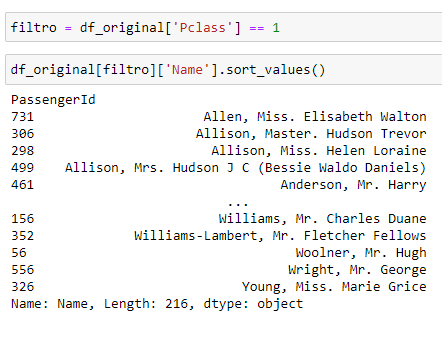 filtro = df_original['Pclass'] == 1
df_original[filtro]['Name'].sort_values()
PassengerId
731 Allen, Miss. Elisabeth Walton
306 Allison, Master. Hudson Trevor
298 Allison, Miss. Helen Loraine
499 Allison, Mrs. Hudson J C (Bessie Waldo Daniels)
461 Anderson, Mr. Harry
...
156 Williams, Mr. Charles Duane
352 Williams-Lambert, Mr. Fletcher Fellows
56 Woolner, Mr. Hugh
556 Wright, Mr. George
326 Young, Miss. Marie Grice
Name: Name, Length: 216, dtype: object